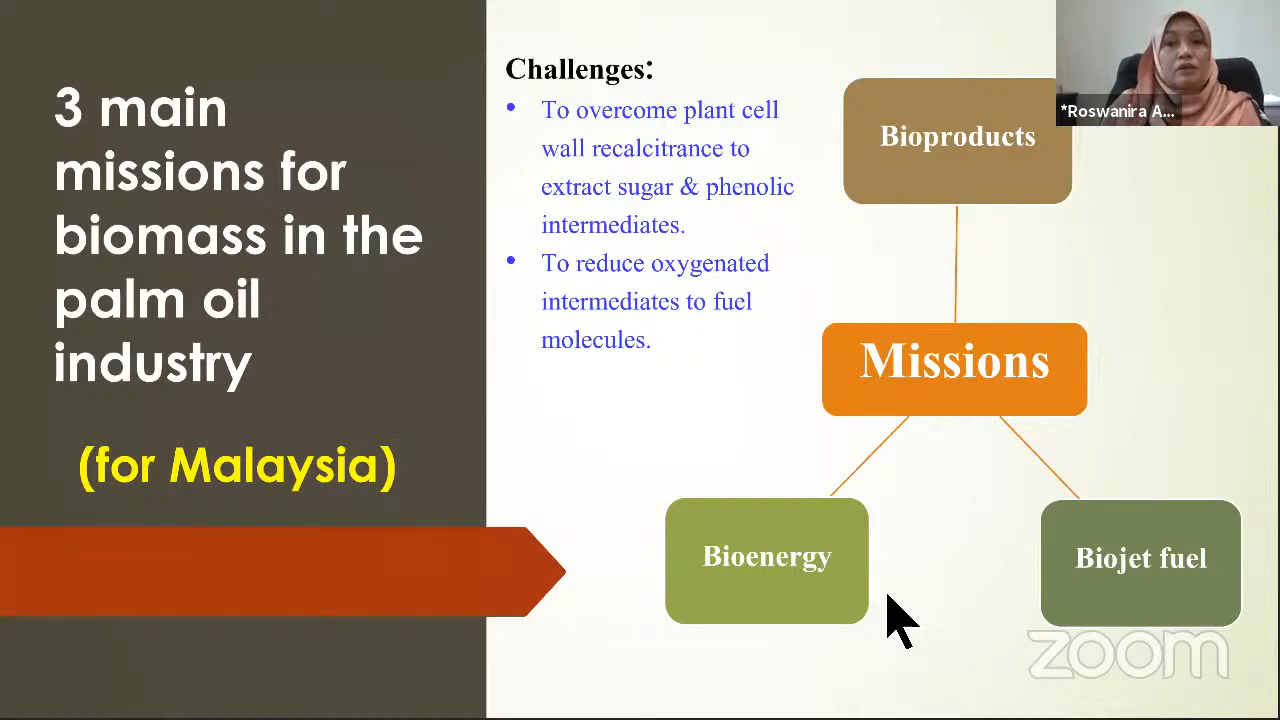 3 main
missions for
biomass in the
palm oil
industry
(for Malaysia)
Challenges:
• To overcome plant cell
wall recalcitrance to
extract sugar & phenolic
intermediates.
• To reduce oxygenated
intermediates to fuel
molecules.
Bioproducts
Missions
Bioenergy
Biojet fuel
*Roswanira A...
zoom